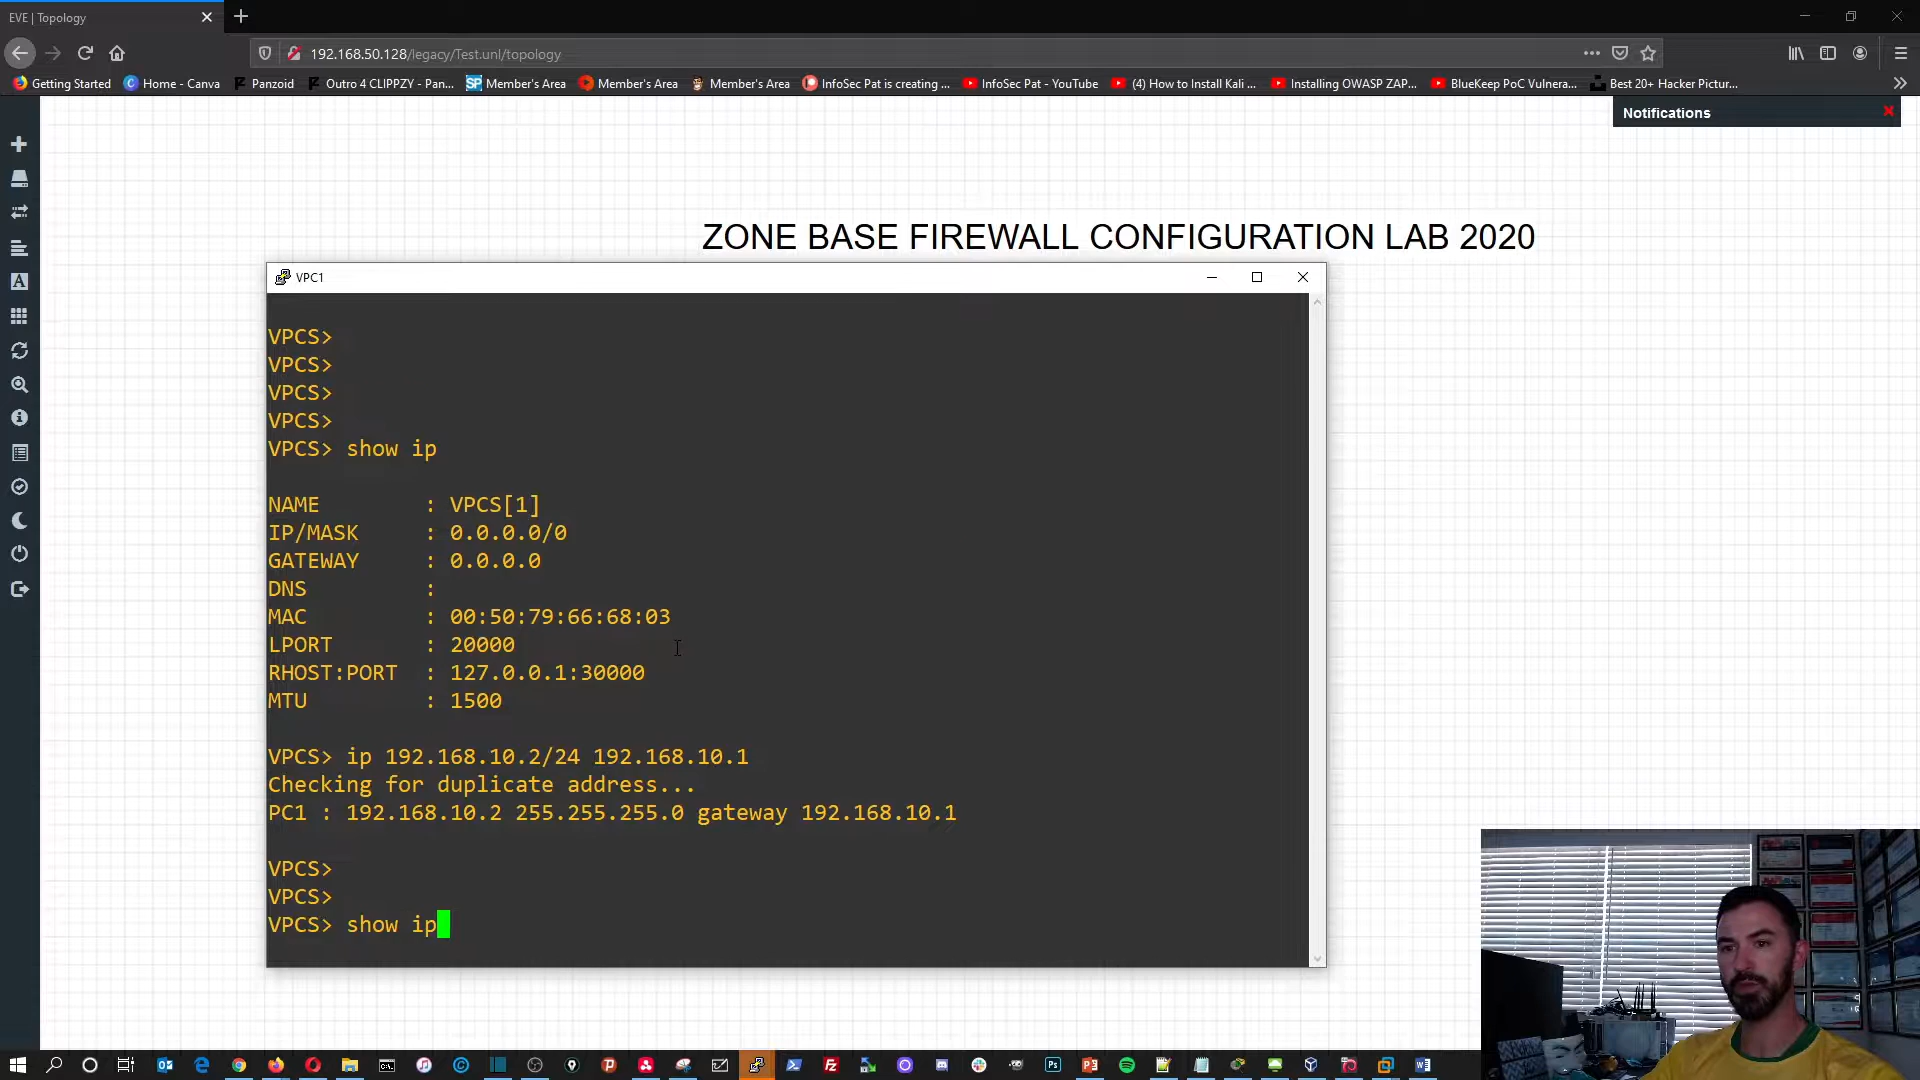 EVE | Topology
192.168.50.128/legacy/Test.unl/topology
Getting Started
Home - Canva
Panzoid
Outro 4 CLIPPZY - Pan...
SP Member's Area
Member's Area
Member's Area
InfoSec Pat is creating ...
InfoSec Pat - YouTube
(4) How to Install Kali ...
Installing OWASP ZAP...
BlueKeep PoC Vulnera...
Best 20+ Hacker Pictur...
Notifications
ZONE BASE FIREWALL CONFIGURATION LAB 2020
VPC1
VPCS>
VPCS>
VPCS>
VPCS>
VPCS> show ip
NAME : VPCS[1]
IP/MASK : 0.0.0.0/0
GATEWAY : 0.0.0.0
DNS :
MAC : 00:50:79:66:68:03
LPORT : 20000
RHOST:PORT : 127.0.0.1:30000
MTU : 1500
VPCS> ip 192.168.10.2/24 192.168.10.1
Checking for duplicate address...
PC1 : 192.168.10.2 255.255.255.0 gateway 192.168.10.1
VPCS>
VPCS>
VPCS> show ip